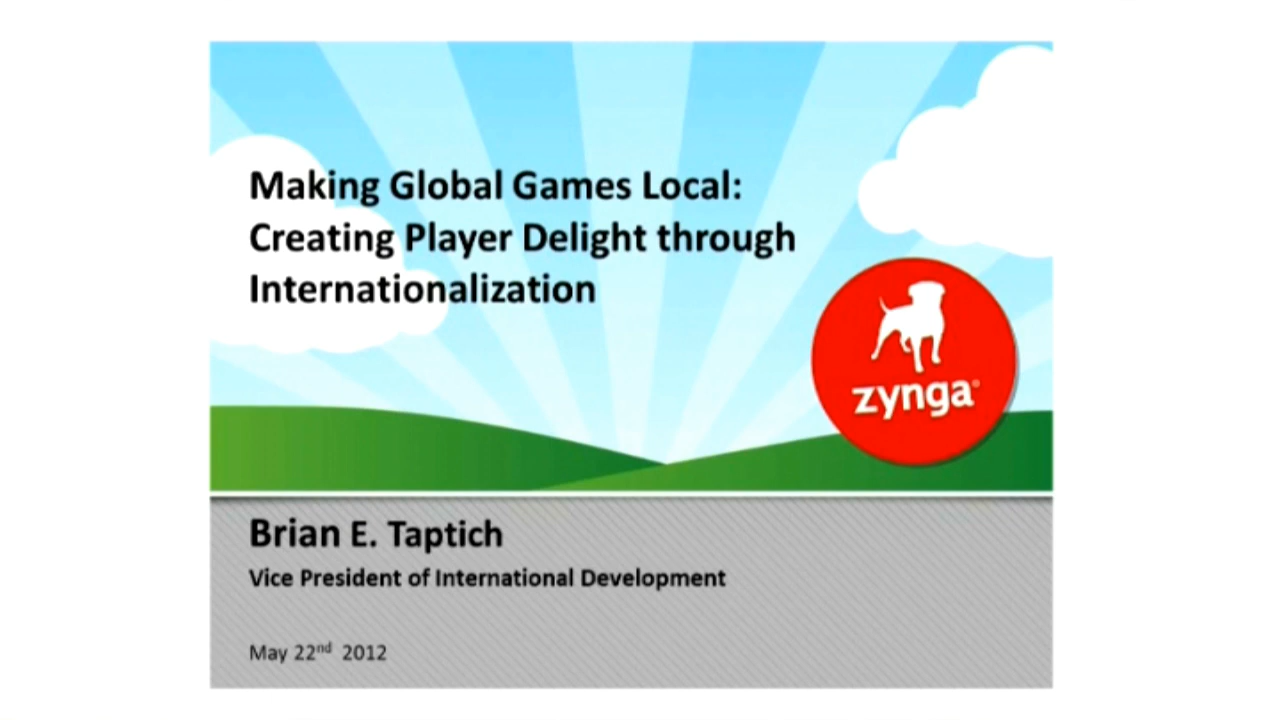 Making Global Games Local:
Creating Player Delight through
Internationalization
zynga®
Brian E. Taptich
Vice President of International Development
May 22nd 2012